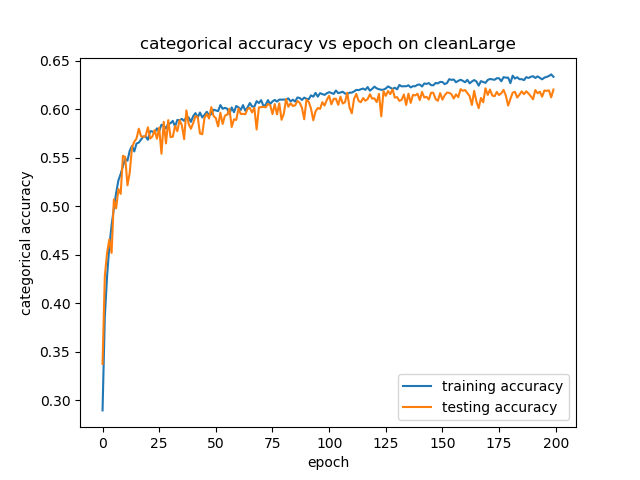 categorical accuracy vs epoch on cleanLarge
0.65
0.60
0.55
0.50
0.45
0.40
0.35
0.30
categorical accuracy
0 25 50 75 100 125 150 175 200
epoch
training accuracy
testing accuracy